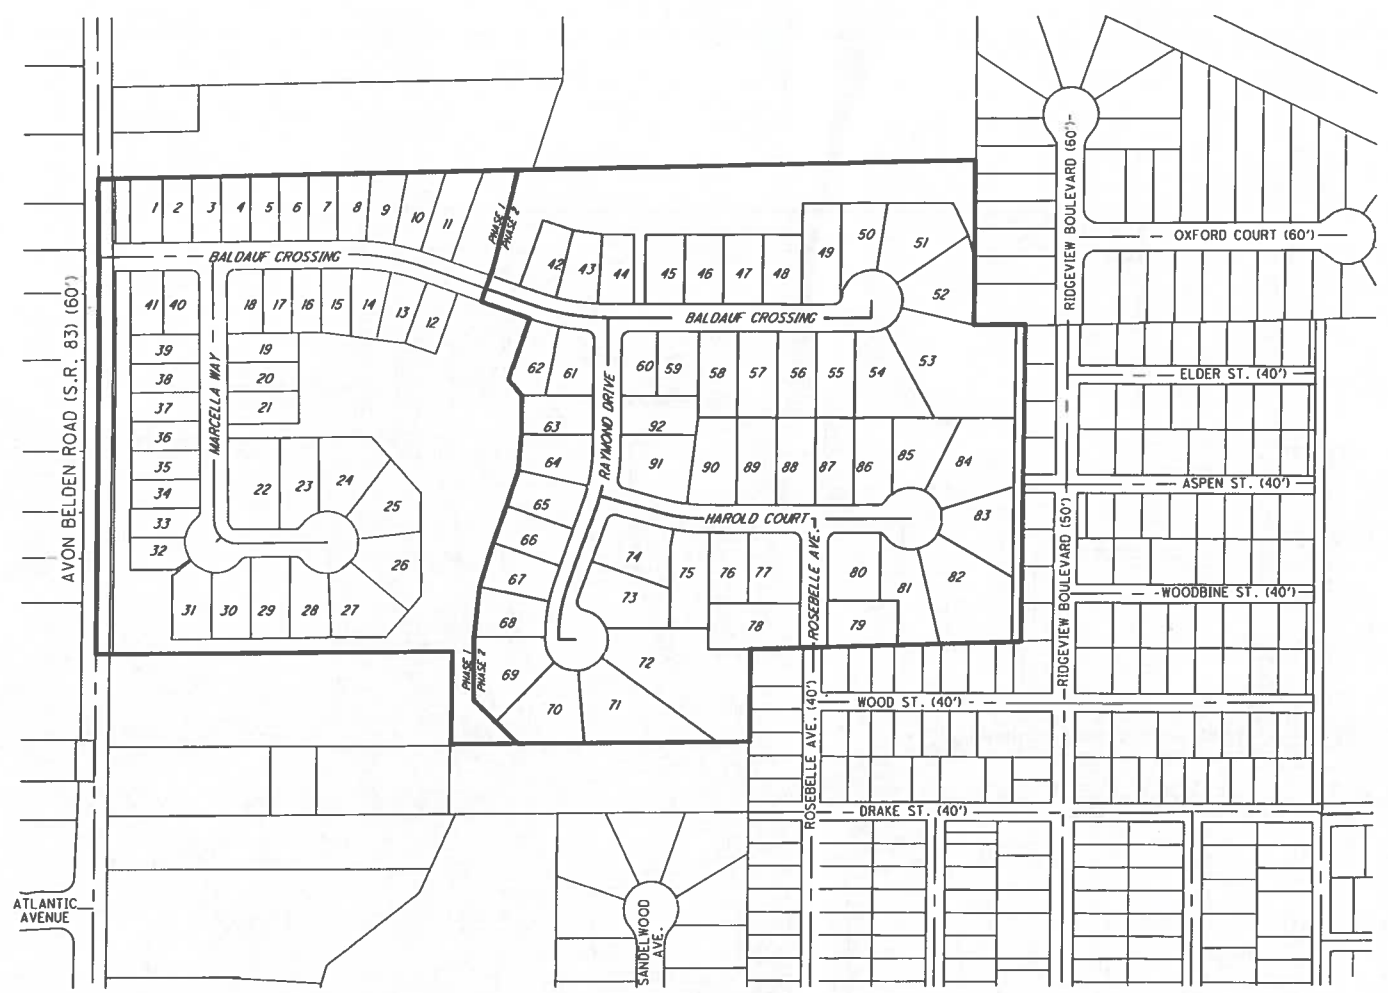 RIDGEVIEW BOULEVARD (60')
OXFORD COURT (60')
1 2 3 4 5 6 7 8 9 10 11
PHASE 1
PHASE 2
BALDAUF CROSSING
42 43 44 45 46 47 48 49 50 51
52
41 40 18 17 16 15 14 13 12
BALDAUF CROSSING
AVON BELDEN ROAD (S.R. 83) (60')
MARCELLA WAY
RAYMOND DRIVE
39 19
38 20
37 21
36
35
34
33
32
22 23 24
25
26
31 30 29 28 27
62 61 60 59 58 57 56 55 54 53
63 92
64 91 90 89 88 87 86 85 84
65
66
67
68
69
70 71 72
73
74 75 76 77
78
79
80 81 82
83
HAROLD COURT
ROSEBELLE AVE.
PHASE 1
PHASE 2
ELDER ST. (40')
ASPEN ST. (40')
WOODBINE ST. (40')
RIDGEVIEW BOULEVARD (50')
WOOD ST. (40')
ROSEBELLE AVE. (40')
DRAKE ST. (40')
ATLANTIC
AVENUE
SANDELWOOD
AVE.